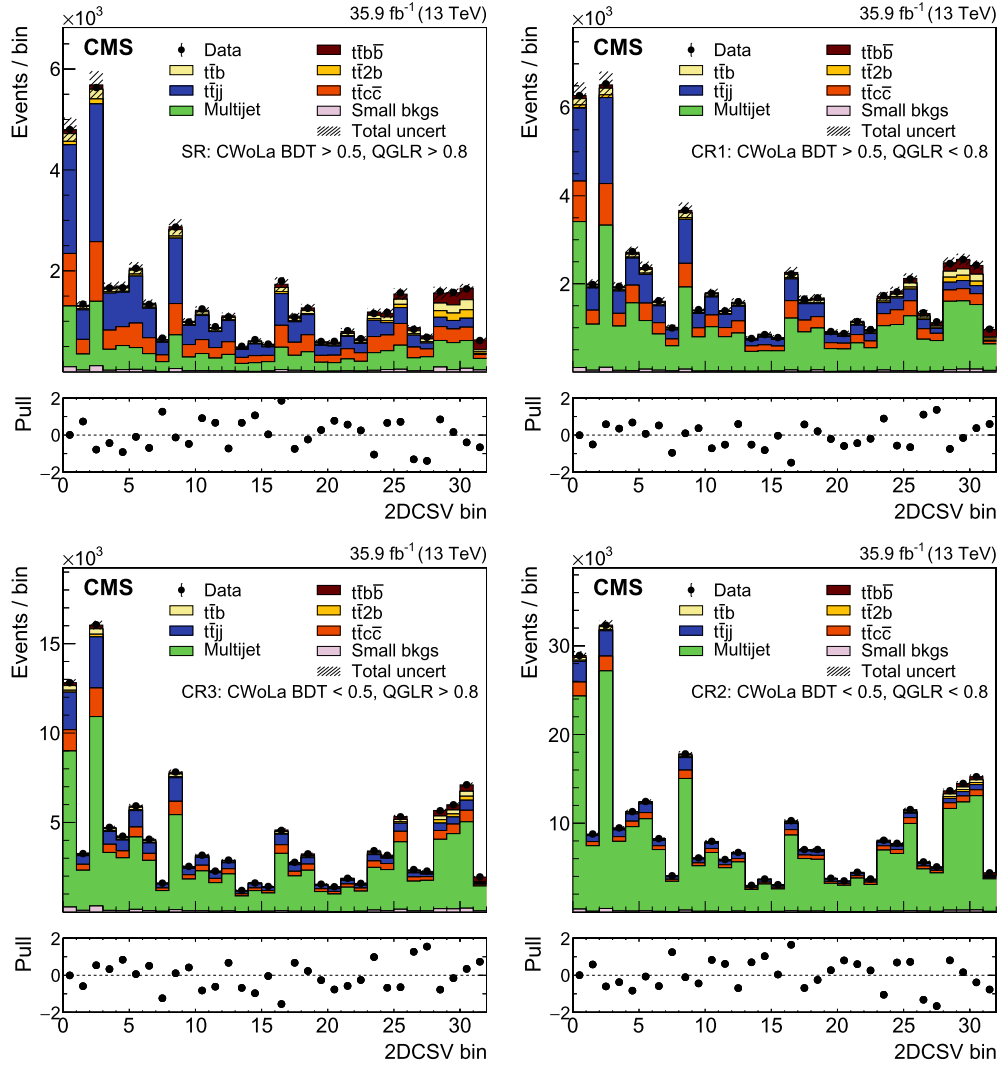 ×10³
35.9 fb⁻¹ (13 TeV)
CMS
Data
tt̄bb̄
tt̄b
tt̄2b
tt̄jj
tt̄cc̄
Multijet
Small bkgs
Total uncert
SR: CWoLa BDT > 0.5, QGLR > 0.8
Events / bin
6
4
2
Pull
2
0
−2
0 5 10 15 20 25 30
2DCSV bin
×10³
35.9 fb⁻¹ (13 TeV)
CMS
Data
tt̄bb̄
tt̄b
tt̄2b
tt̄jj
tt̄cc̄
Multijet
Small bkgs
Total uncert
CR1: CWoLa BDT > 0.5, QGLR < 0.8
Events / bin
6
4
2
Pull
2
0
−2
0 5 10 15 20 25 30
2DCSV bin
×10³
35.9 fb⁻¹ (13 TeV)
CMS
Data
tt̄bb̄
tt̄b
tt̄2b
tt̄jj
tt̄cc̄
Multijet
Small bkgs
Total uncert
CR3: CWoLa BDT < 0.5, QGLR > 0.8
Events / bin
15
10
5
Pull
2
0
−2
0 5 10 15 20 25 30
2DCSV bin
×10³
35.9 fb⁻¹ (13 TeV)
CMS
Data
tt̄bb̄
tt̄b
tt̄2b
tt̄jj
tt̄cc̄
Multijet
Small bkgs
Total uncert
CR2: CWoLa BDT < 0.5, QGLR < 0.8
Events / bin
30
20
10
Pull
2
0
−2
0 5 10 15 20 25 30
2DCSV bin